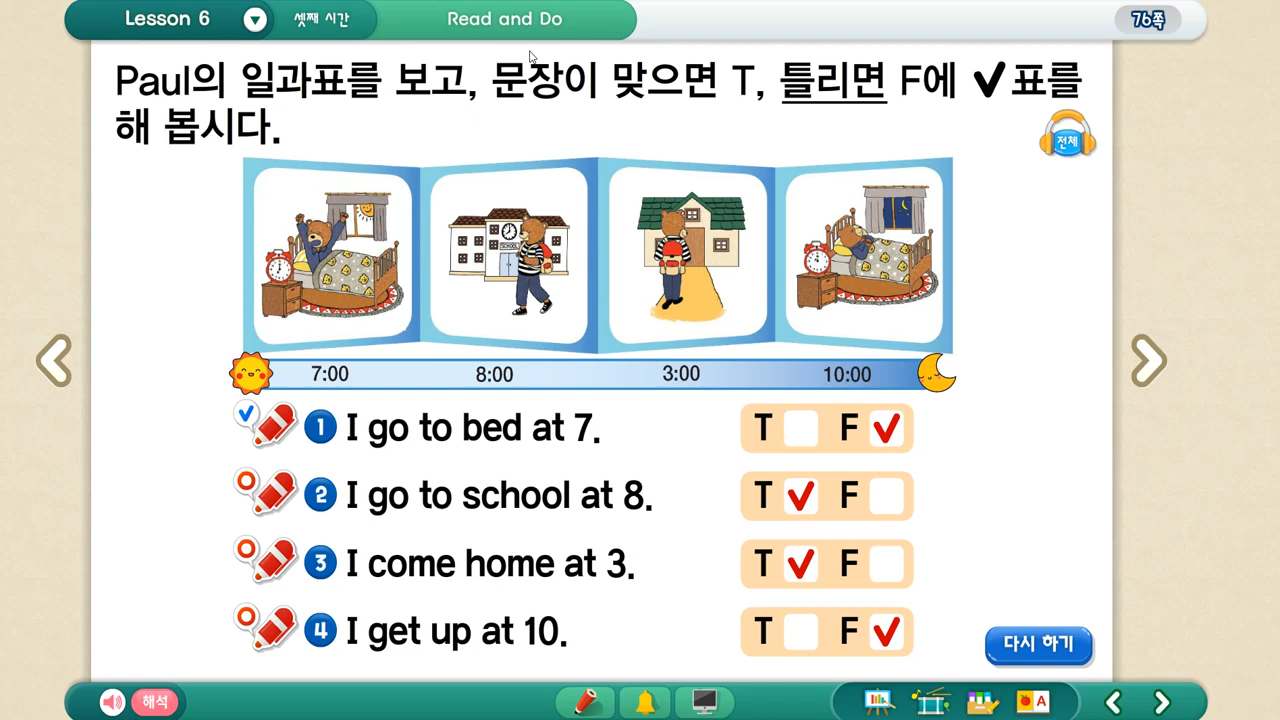 Lesson 6 셋째 시간 Read and Do 76쪽
Paul의 일과표를 보고, 문장이 맞으면 T, 틀리면 F에 ✔표를
해 봅시다.
전체
SCHOOL
7:00 8:00 3:00 10:00
1 I go to bed at 7. T F ✔
2 I go to school at 8. T ✔ F
3 I come home at 3. T ✔ F
4 I get up at 10. T F ✔
다시 하기
해석 A